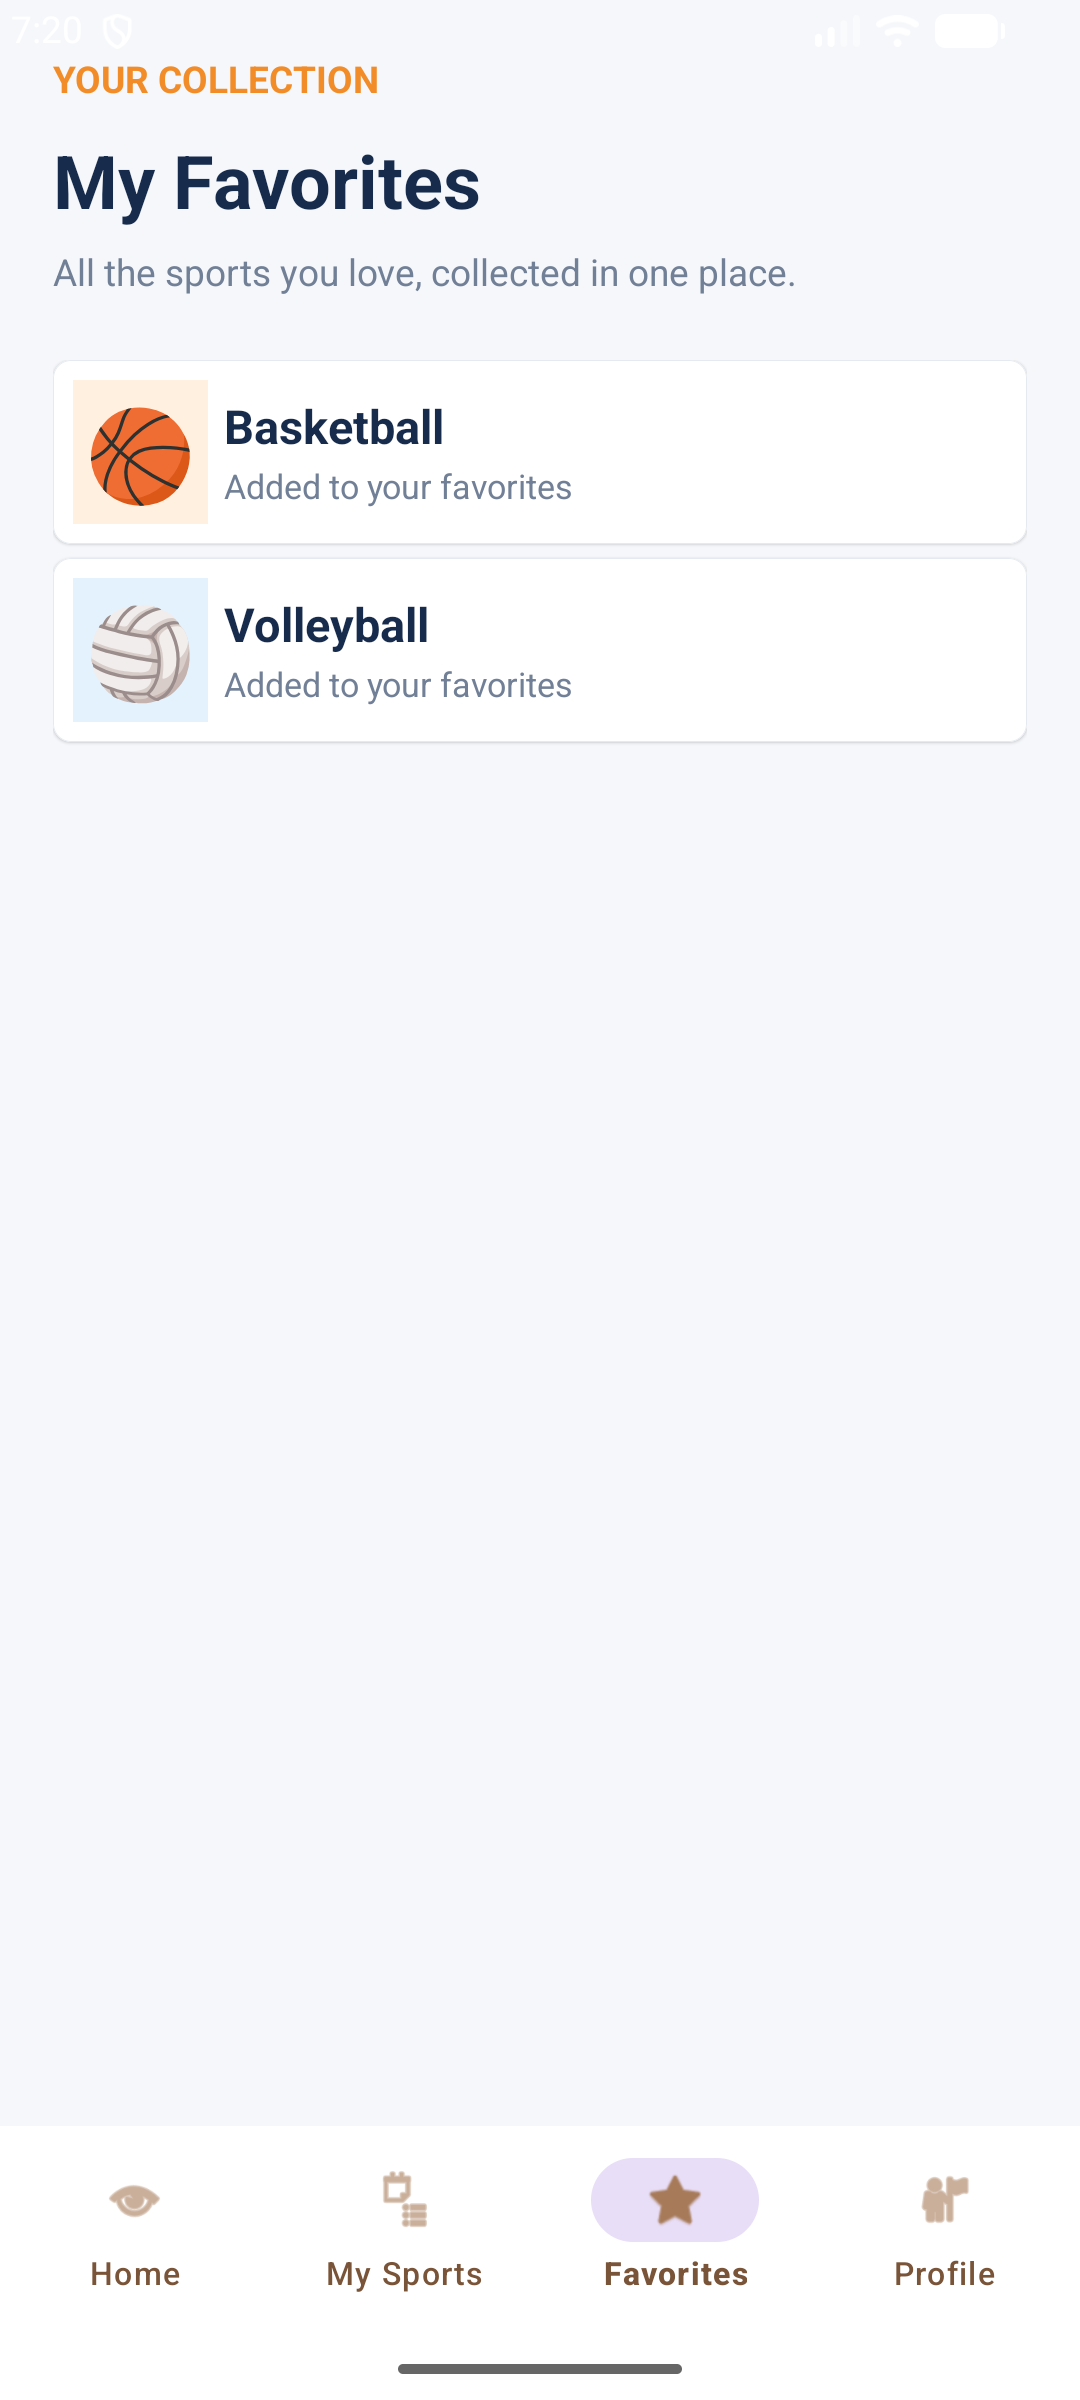 7:20
YOUR COLLECTION
My Favorites
All the sports you love, collected in one place.
Basketball
Added to your favorites
Volleyball
Added to your favorites
Home
My Sports
Favorites
Profile